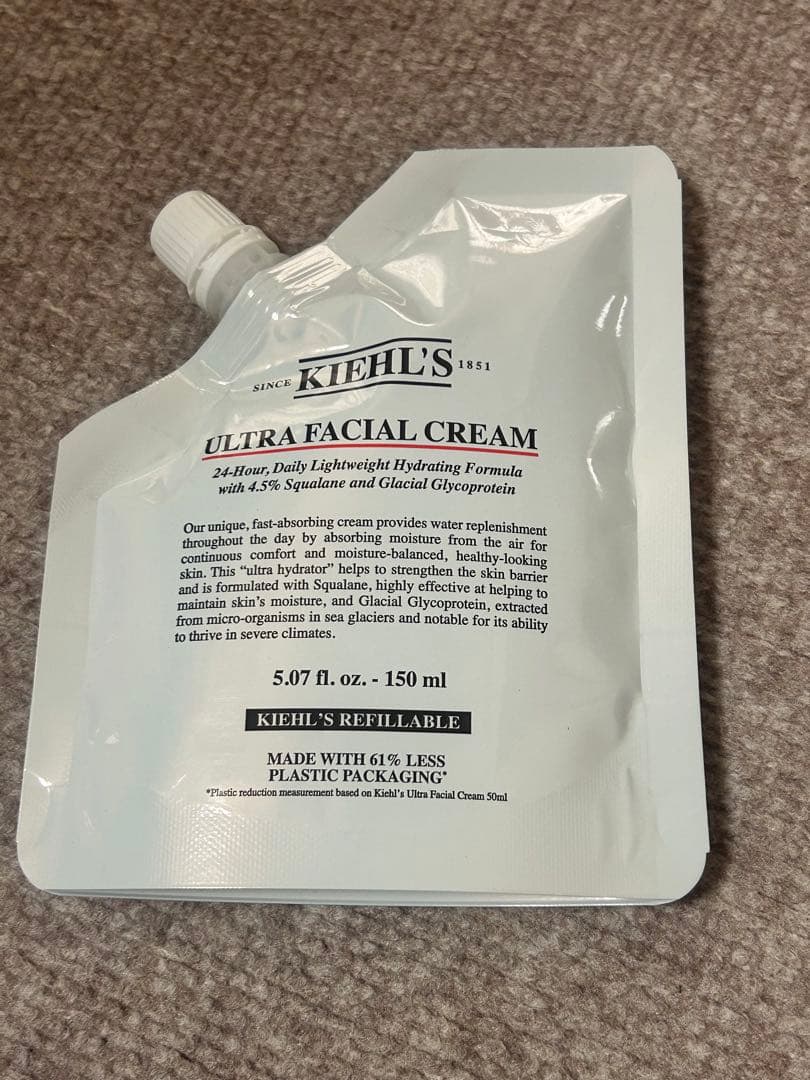 SINCE KIEHL'S 1851
ULTRA FACIAL CREAM
24-Hour, Daily Lightweight Hydrating Formula
with 4.5% Squalane and Glacial Glycoprotein
Our unique, fast-absorbing cream provides water replenishment
throughout the day by absorbing moisture from the air for
continuous comfort and moisture-balanced, healthy-looking
skin. This “ultra hydrator” helps to strengthen the skin barrier
and is formulated with Squalane, highly effective at helping to
maintain skin's moisture, and Glacial Glycoprotein, extracted
from micro-organisms in sea glaciers and notable for its ability
to thrive in severe climates.
5.07 fl. oz. - 150 ml
KIEHL'S REFILLABLE
MADE WITH 61% LESS
PLASTIC PACKAGING*
*Plastic reduction measurement based on Kiehl's Ultra Facial Cream 50ml